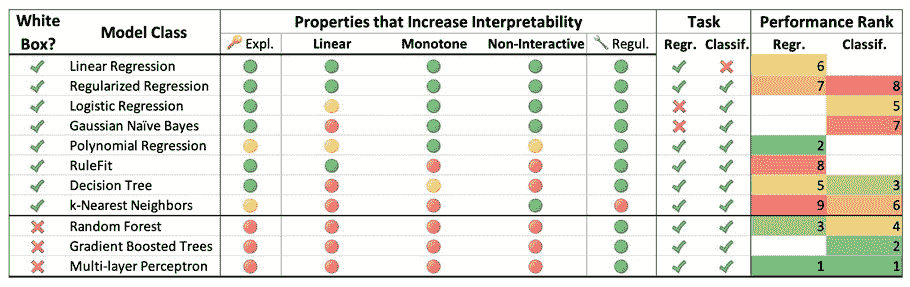 White Box? Model Class Properties that Increase Interpretability Task Performance Rank
Expl. Linear Monotone Non-Interactive Regul. Regr. Classif. Regr. Classif.
Linear Regression 6
Regularized Regression 7 8
Logistic Regression 5
Gaussian Naïve Bayes 7
Polynomial Regression 2
RuleFit 8
Decision Tree 5 3
k-Nearest Neighbors 9 6
Random Forest 3 4
Gradient Boosted Trees 2
Multi-layer Perceptron 1 1